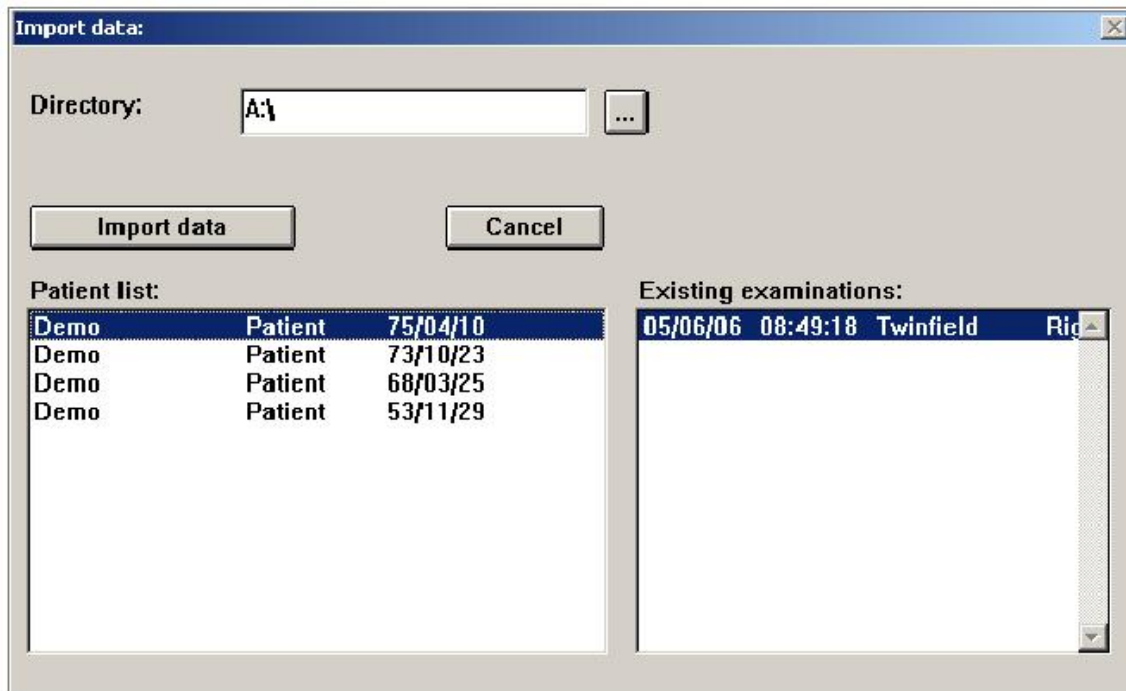 Import data:
Directory: A:\ ...
Import data Cancel
Patient list:
Demo Patient 75/04/10
Demo Patient 73/10/23
Demo Patient 68/03/25
Demo Patient 53/11/29
Existing examinations:
05/06/06 08:49:18 Twinfield Rig